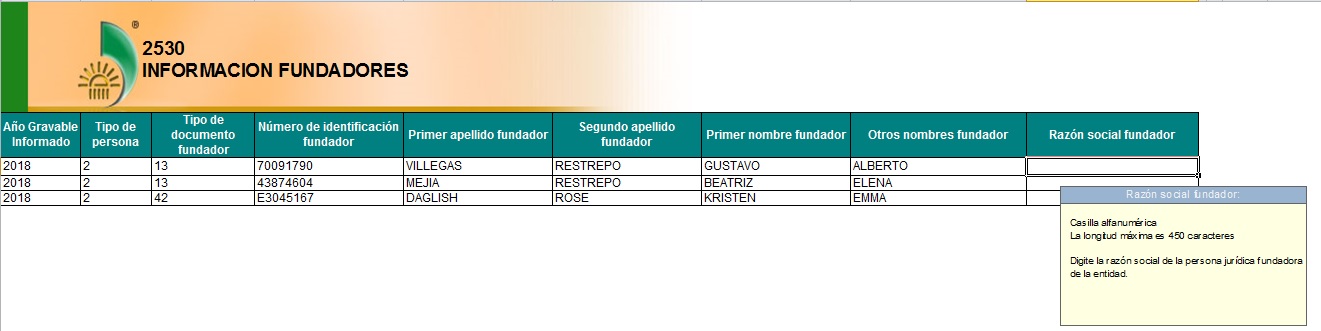 ®
2530
INFORMACION FUNDADORES
Año Gravable Informado	Tipo de persona	Tipo de documento fundador	Número de identificación fundador	Primer apellido fundador	Segundo apellido fundador	Primer nombre fundador	Otros nombres fundador	Razón social fundador
2018	2	13	70091790	VILLEGAS	RESTREPO	GUSTAVO	ALBERTO
2018	2	13	43874604	MEJIA	RESTREPO	BEATRIZ	ELENA
2018	2	42	E3045167	DAGLISH	ROSE	KRISTEN	EMMA
Razón social fundador:
Casilla alfanumérica
La longitud máxima es 450 caracteres
Digite la razón social de la persona jurídica fundadora
de la entidad.